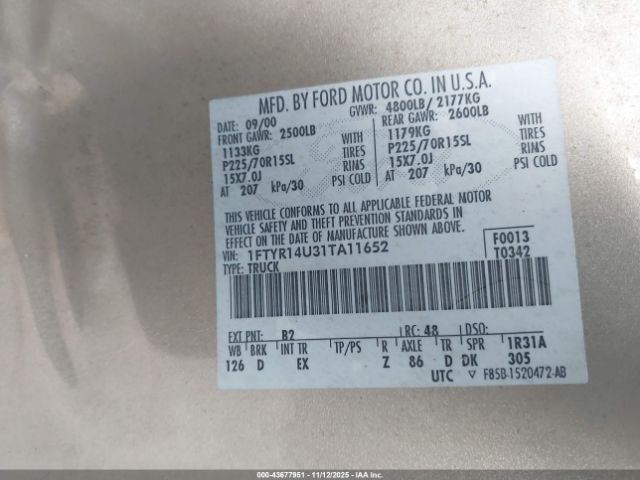 MFD. BY FORD MOTOR CO. IN U.S.A.
DATE: 09/00 GVWR: 4800LB/ 2177KG
FRONT GAWR: 2500LB REAR GAWR: 2600LB
1133KG WITH 1179KG WITH
P225/70R15SL TIRES P225/70R15SL TIRES
15X7.0J RIMS 15X7.0J RIMS
AT 207 kPa/30 PSI COLD AT 207 kPa/30 PSI COLD
THIS VEHICLE CONFORMS TO ALL APPLICABLE FEDERAL MOTOR
VEHICLE SAFETY AND THEFT PREVENTION STANDARDS IN
EFFECT ON THE DATE OF MANUFACTURE SHOWN ABOVE.
VIN: 1FTYR14U31TA11652 F0013
TYPE: TRUCK T0342
EXT PNT: B2 RC: 48 DSO:
WB BRK INT TR TP/PS R AXLE TR SPR 1R31A
126 D EX Z 86 D DK 305
UTC ▽ F85B-1520472-AB
000-43677951 - 11/12/2025 - IAAI.com